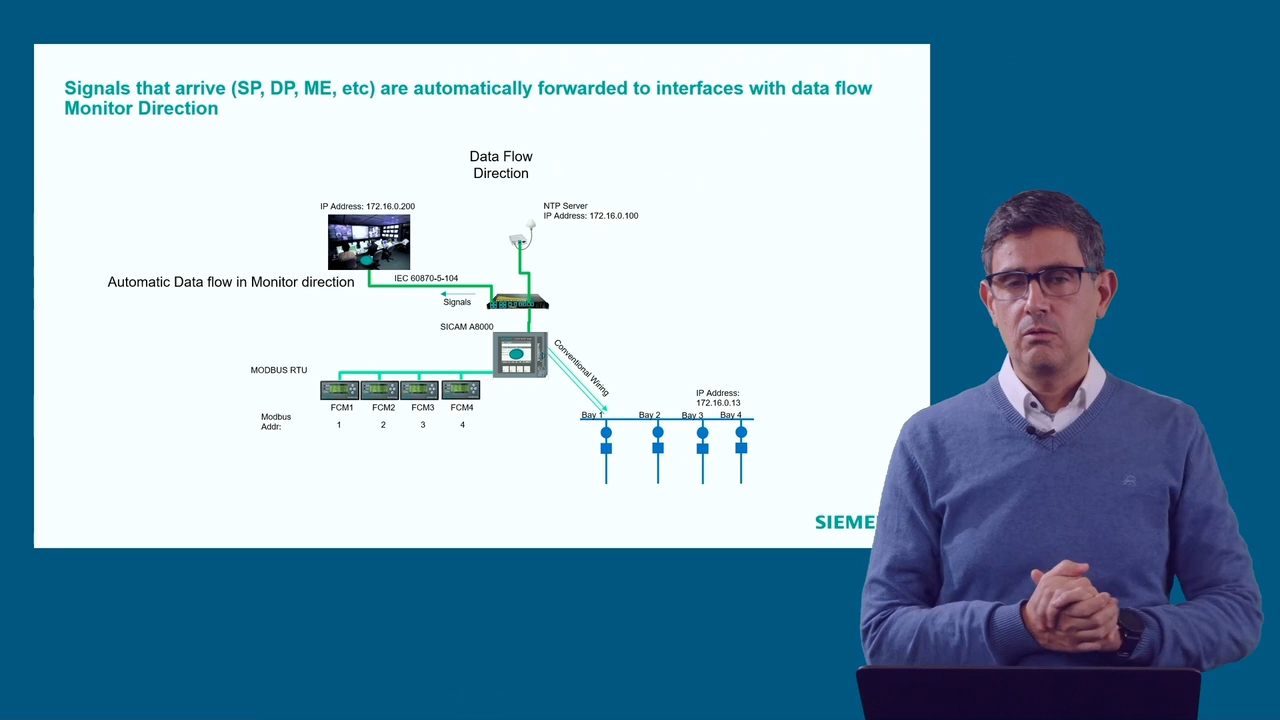 Signals that arrive (SP, DP, ME, etc) are automatically forwarded to interfaces with data flow
Monitor Direction
Data Flow
Direction
IP Address: 172.16.0.200
NTP Server
IP Address: 172.16.0.100
Automatic Data flow in Monitor direction
IEC 60870-5-104
Signals
SICAM A8000
Conventional Wiring
MODBUS RTU
FCM1
FCM2
FCM3
FCM4
Modbus
Addr:
1
2
3
4
IP Address:
172.16.0.13
Bay 1
Bay 2
Bay 3
Bay 4
SIEME